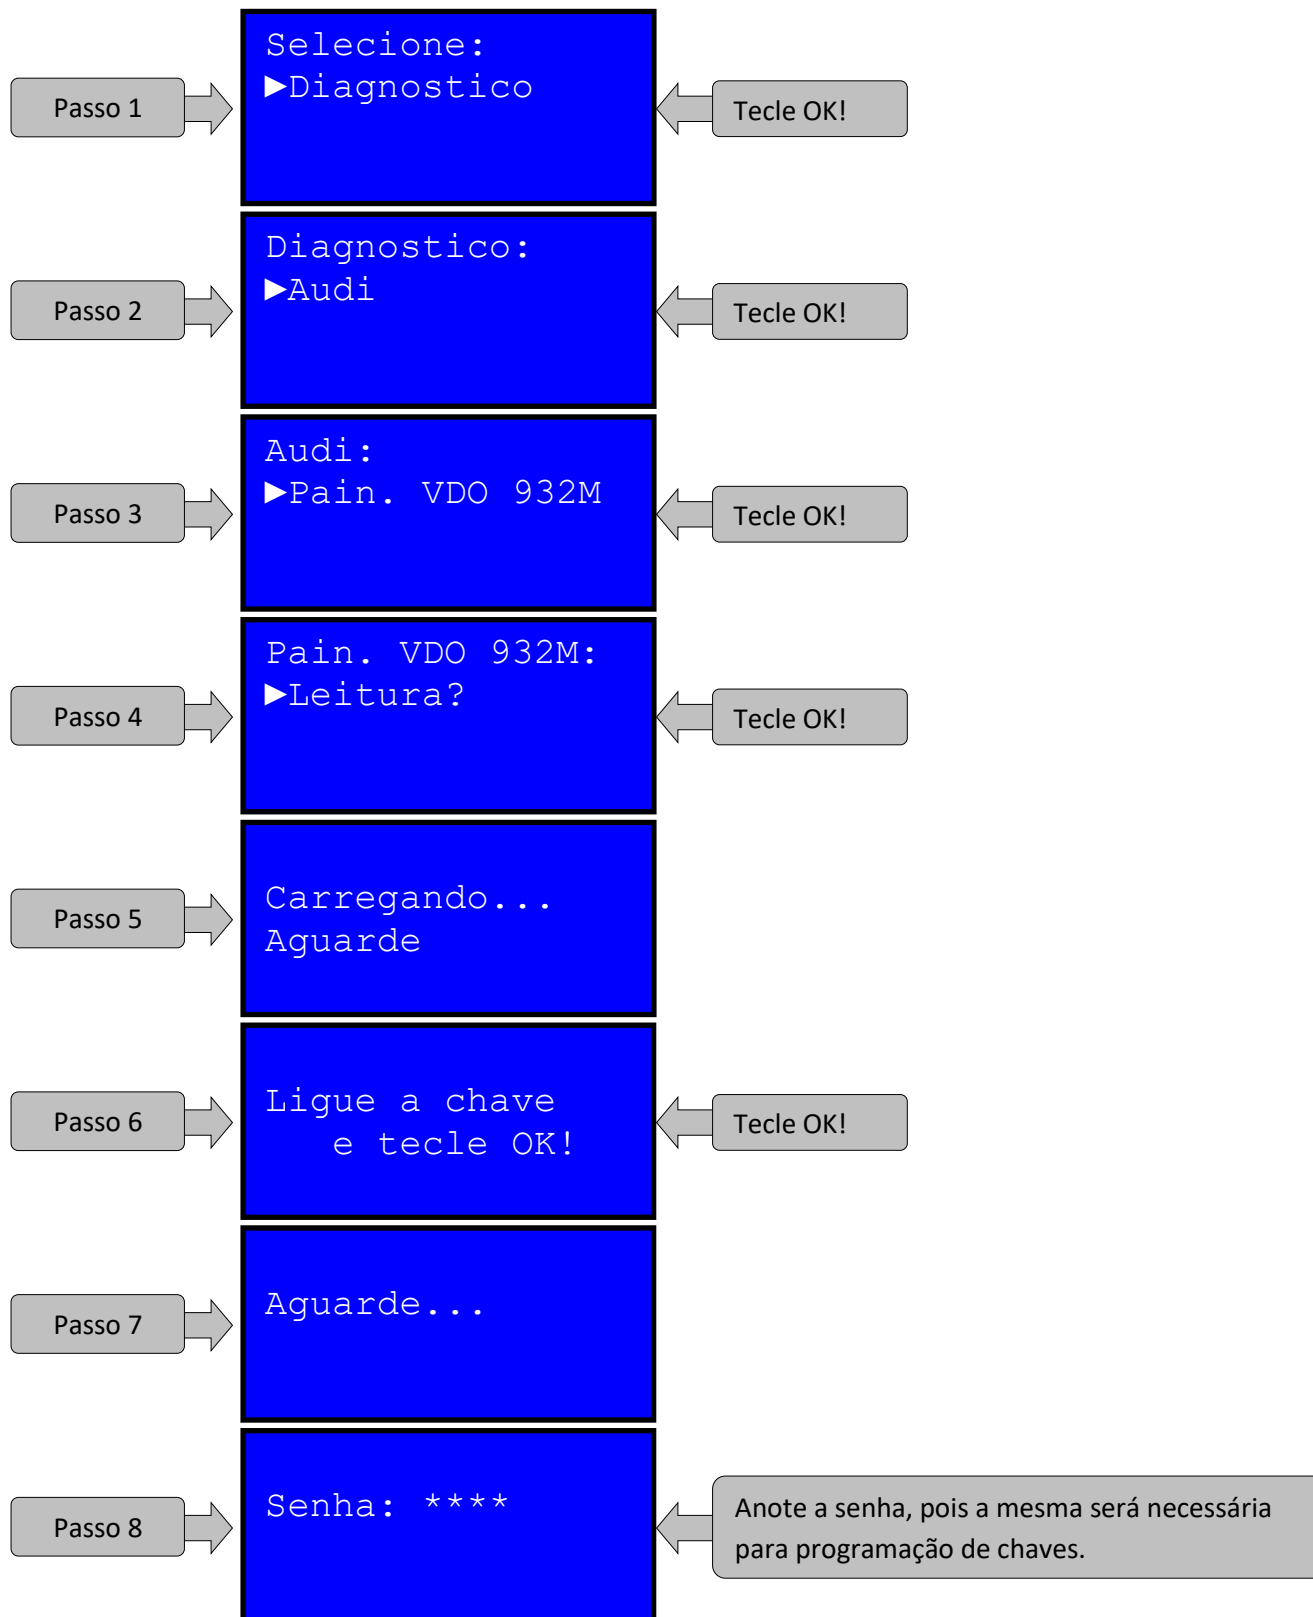 Passo 1
Selecione:
►Diagnostico
Tecle OK!
Passo 2
Diagnostico:
►Audi
Tecle OK!
Passo 3
Audi:
►Pain. VDO 932M
Tecle OK!
Passo 4
Pain. VDO 932M:
►Leitura?
Tecle OK!
Passo 5
Carregando...
Aguarde
Passo 6
Ligue a chave
e tecle OK!
Tecle OK!
Passo 7
Aguarde...
Passo 8
Senha: ****
Anote a senha, pois a mesma será necessária
para programação de chaves.